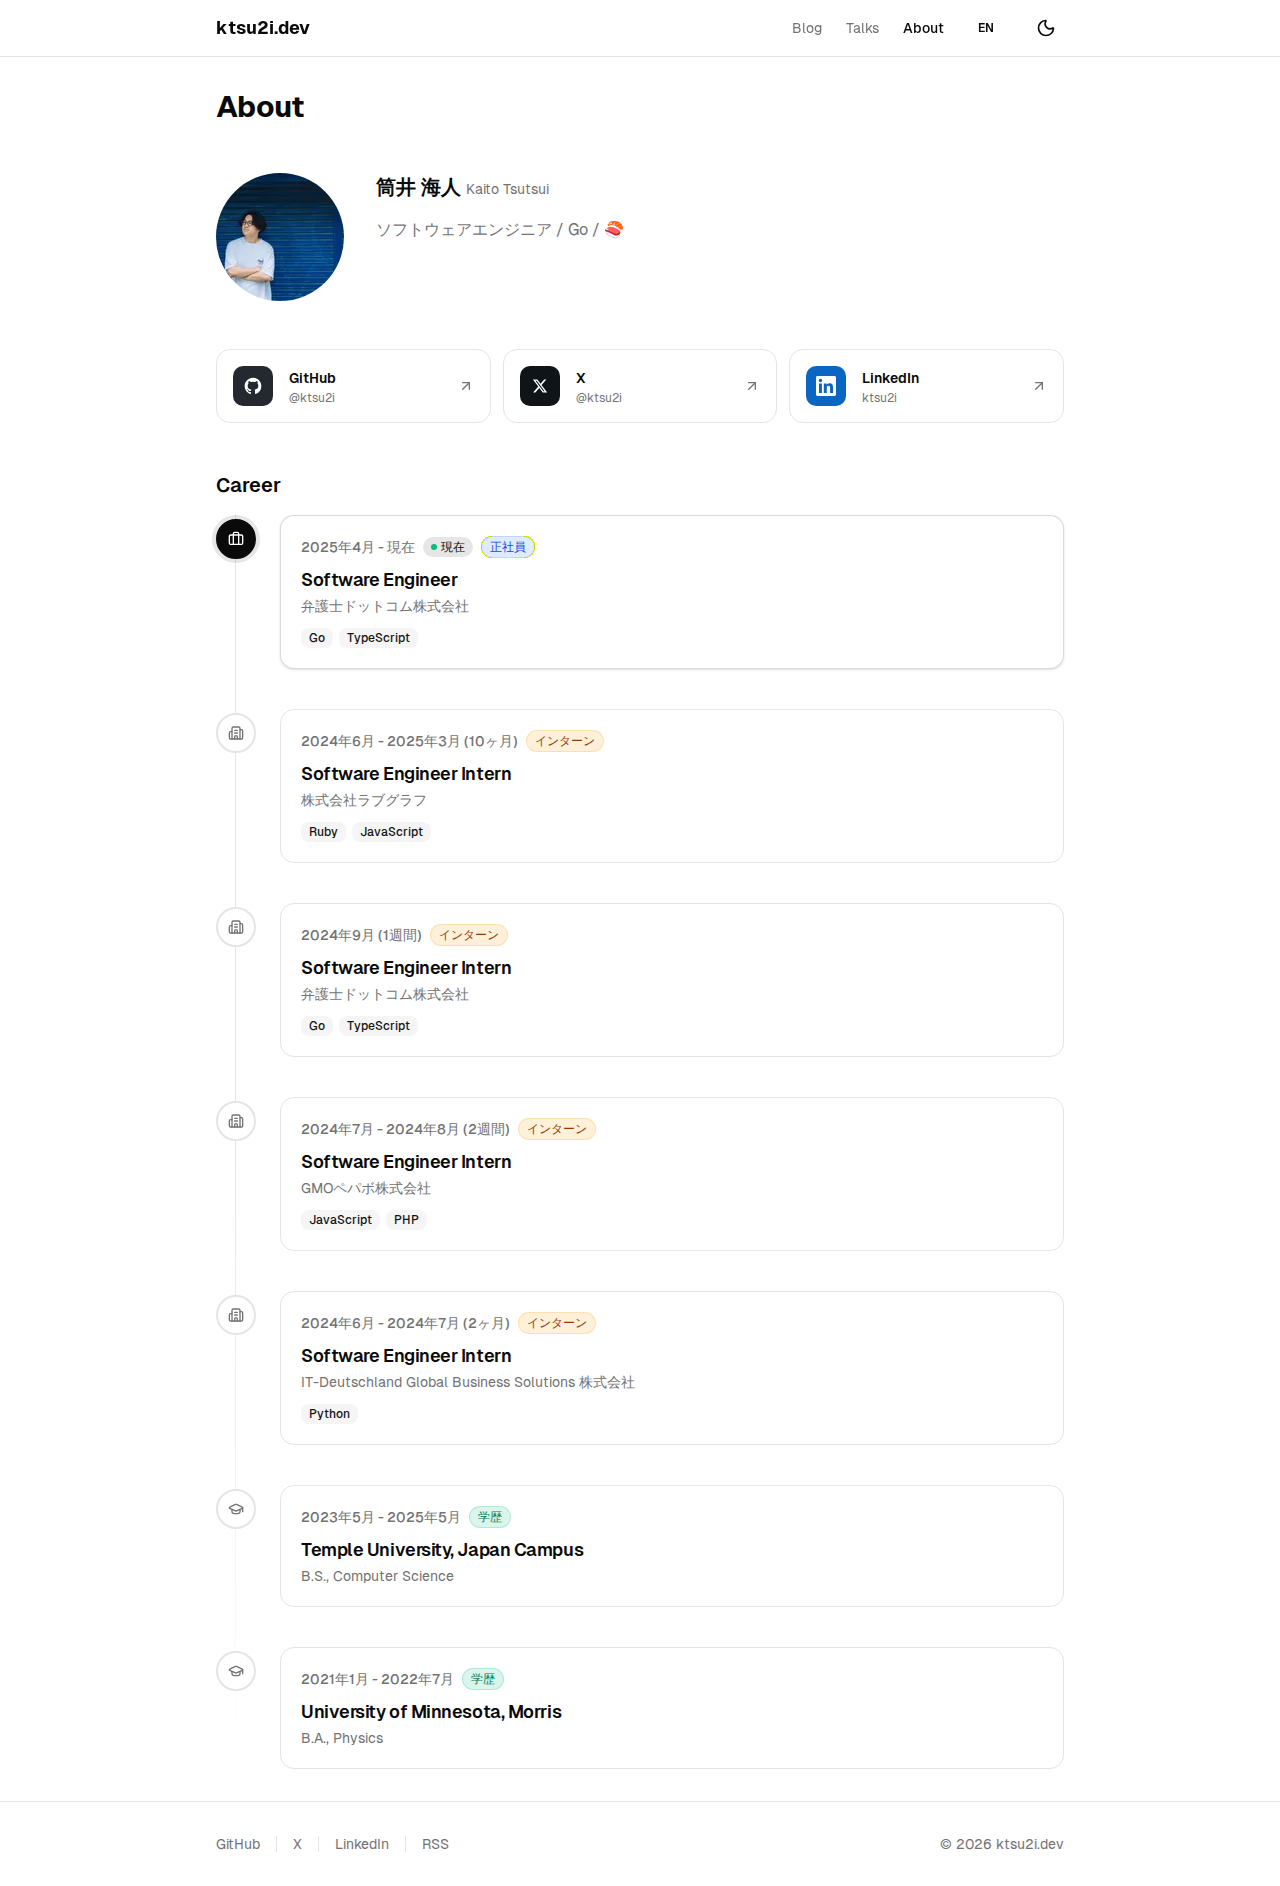 ktsu2i.dev
Blog Talks About EN
About
筒井 海人 Kaito Tsutsui
ソフトウェアエンジニア / Go / 🍣
GitHub
@ktsu2i
X
@ktsu2i
LinkedIn
ktsu2i
Career
2025年4月 - 現在 現在 正社員
Software Engineer
弁護士ドットコム株式会社
Go TypeScript
2024年6月 - 2025年3月 (10ヶ月) インターン
Software Engineer Intern
株式会社ラブグラフ
Ruby JavaScript
2024年9月 (1週間) インターン
Software Engineer Intern
弁護士ドットコム株式会社
Go TypeScript
2024年7月 - 2024年8月 (2週間) インターン
Software Engineer Intern
GMOペパボ株式会社
JavaScript PHP
2024年6月 - 2024年7月 (2ヶ月) インターン
Software Engineer Intern
IT-Deutschland Global Business Solutions 株式会社
Python
2023年5月 - 2025年5月 学歴
Temple University, Japan Campus
B.S., Computer Science
2021年1月 - 2022年7月 学歴
University of Minnesota, Morris
B.A., Physics
GitHub X LinkedIn RSS © 2026 ktsu2i.dev